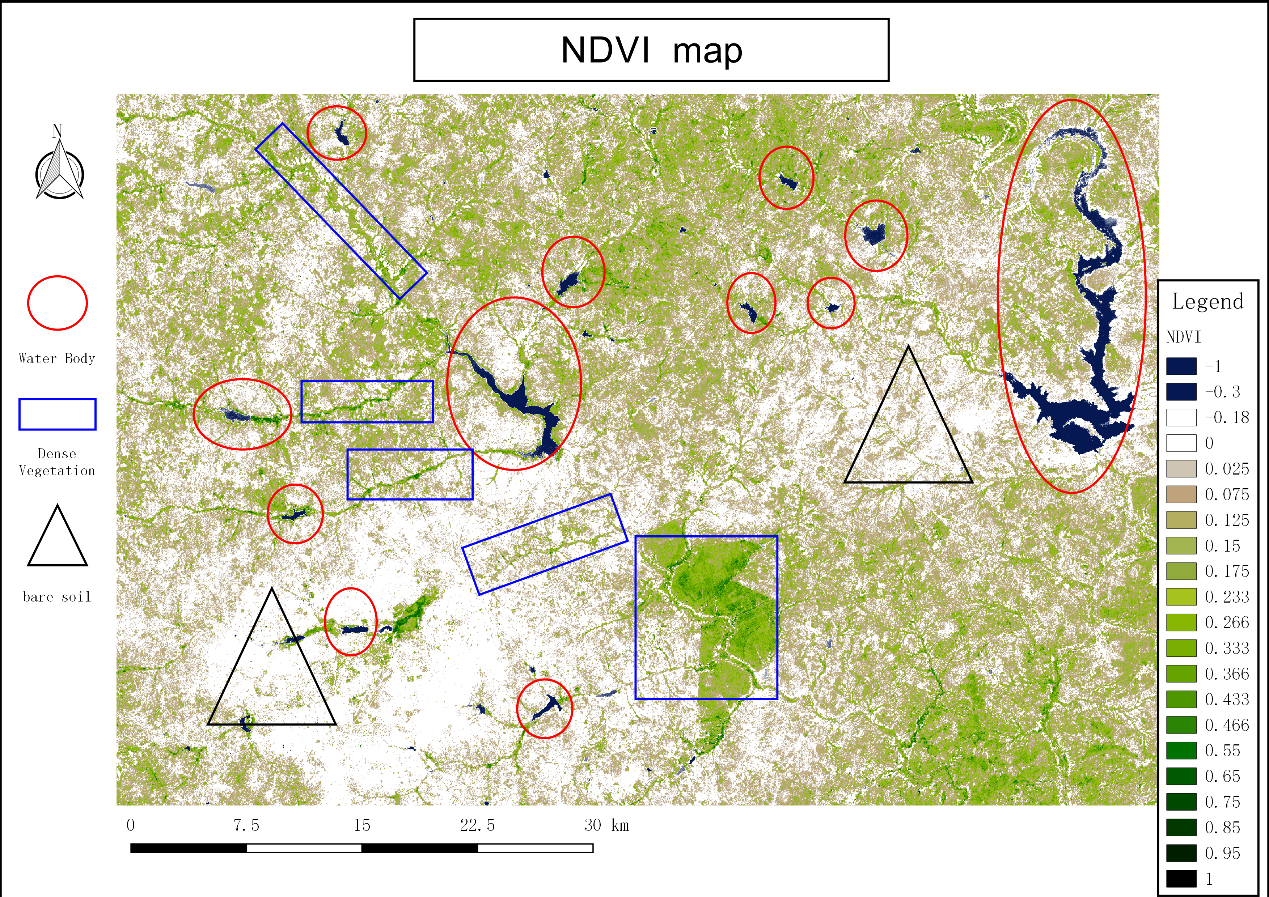 NDVI map
N
Water Body
Dense
Vegetation
bare soil
0 7.5 15 22.5 30 km
Legend
NDVI
-1
-0.3
-0.18
0
0.025
0.075
0.125
0.15
0.175
0.233
0.266
0.333
0.366
0.433
0.466
0.55
0.65
0.75
0.85
0.95
1